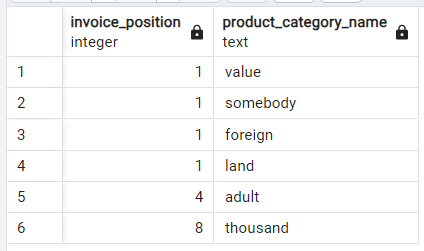 invoice_position product_category_name
integer text
1 1 value
2 1 somebody
3 1 foreign
4 1 land
5 4 adult
6 8 thousand